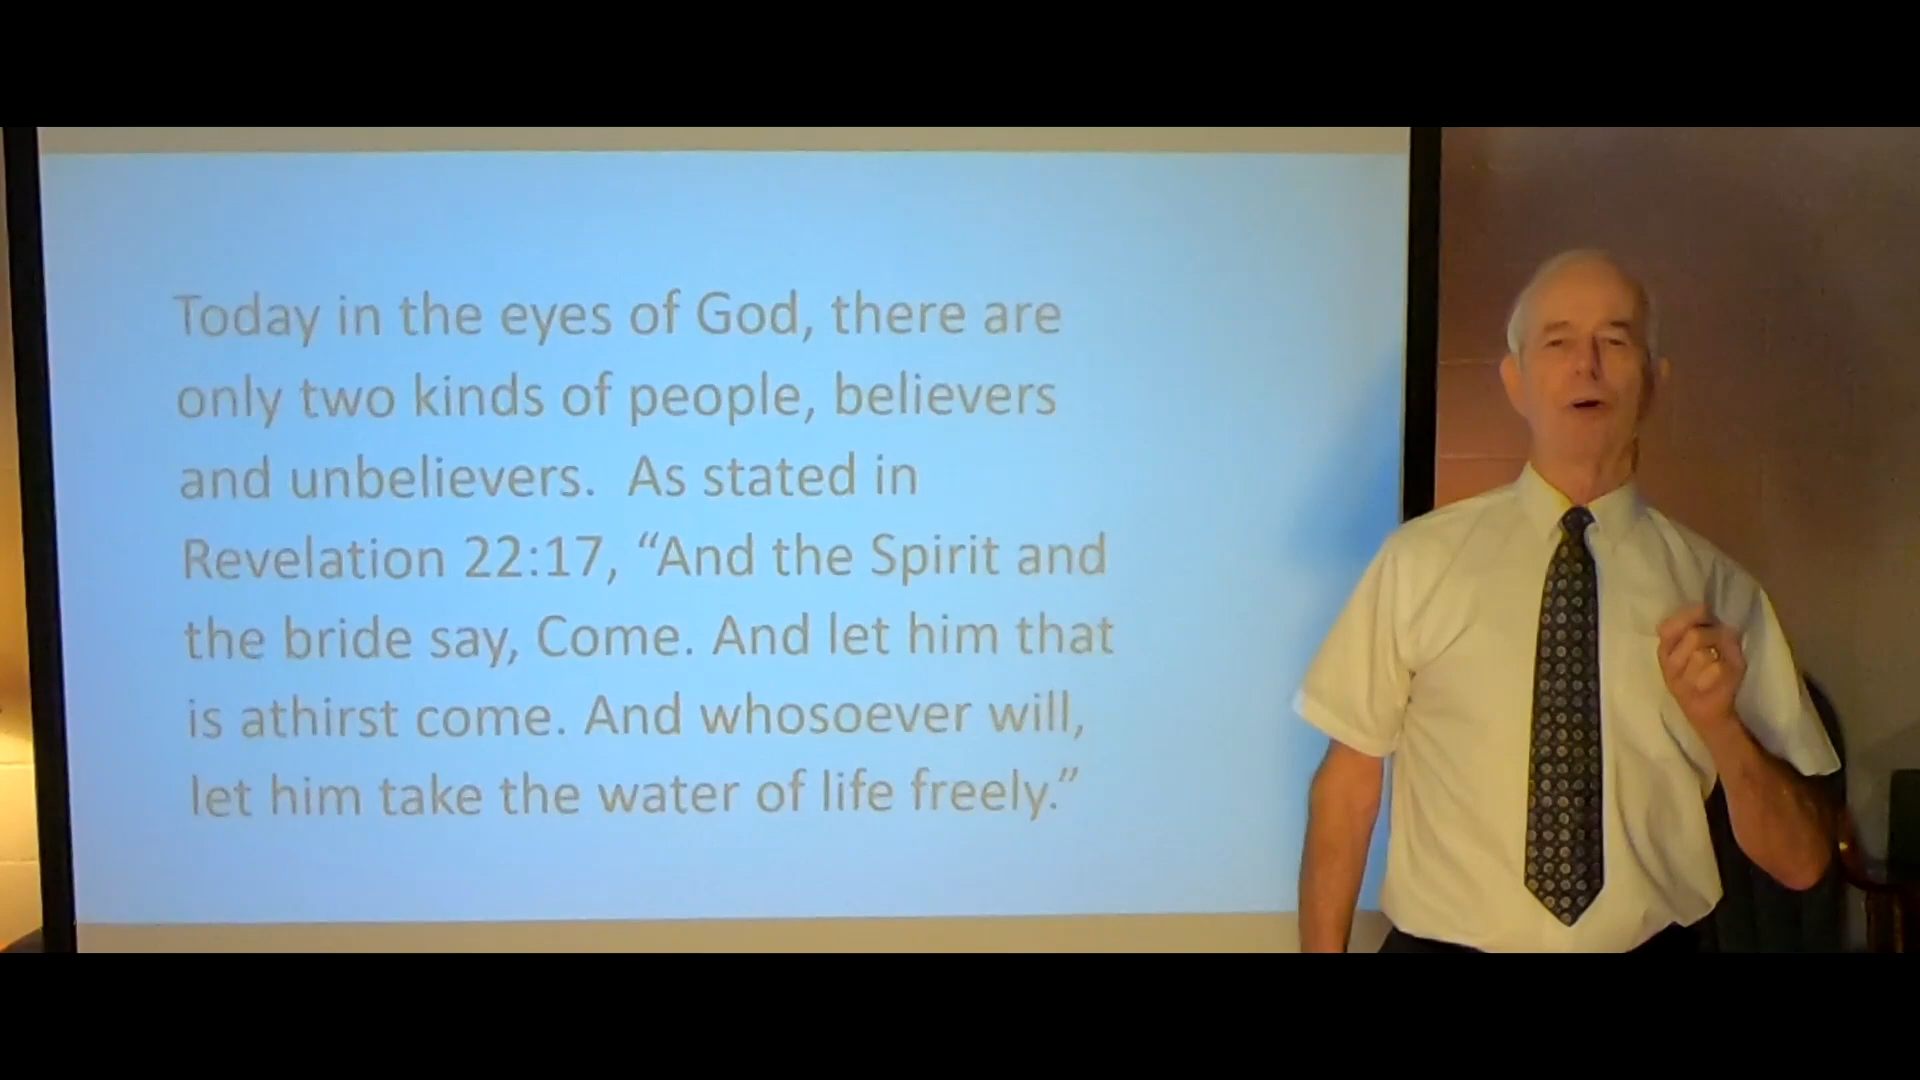 Today in the eyes of God, there are
only two kinds of people, believers
and unbelievers.  As stated in
Revelation 22:17, “And the Spirit and
the bride say, Come. And let him that
is athirst come. And whosoever will,
let him take the water of life freely.”